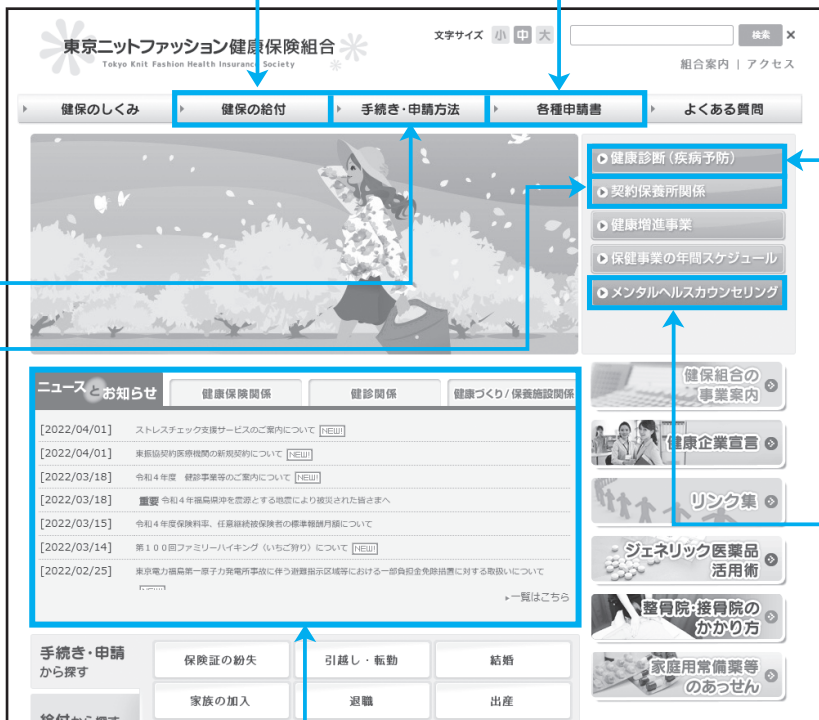 東京ニットファッション健康保険組合
Tokyo Knit Fashion Health Insurance Society
文字サイズ 小 中 大
検索 ×
組合案内 | アクセス
健保のしくみ
健保の給付
手続き・申請方法
各種申請書
よくある質問
健康診断(疾病予防)
契約保養所関係
健康増進事業
保健事業の年間スケジュール
メンタルヘルスカウンセリング
ニュースとお知らせ
健康保険関係
健診関係
健康づくり/保養施設関係
[2022/04/01] ストレスチェック支援サービスのご案内について NEW!
[2022/04/01] 東振協契約医療機関の新規契約について NEW!
[2022/03/18] 令和4年度 健診事業等のご案内について NEW!
[2022/03/18] 重要 令和4年福島県沖を震源とする地震により被災された皆さまへ
[2022/03/15] 令和4年度保険料率、任意継続被保険者の標準報酬月額について
[2022/03/14] 第100回ファミリーハイキング(いちご狩り)について NEW!
[2022/02/25] 東京電力福島第一原子力発電所事故に伴う避難指示区域等における一部負担金免除措置に対する取扱いについて
NEW!
一覧はこちら
健保組合の
事業案内
健康企業宣言
リンク集
ジェネリック医薬品
活用術
整骨院・接骨院の
かかり方
家庭用常備薬等
のあっせん
手続き・申請
から探す
保険証の紛失
引越し・転勤
結婚
家族の加入
退職
出産
給付から探す